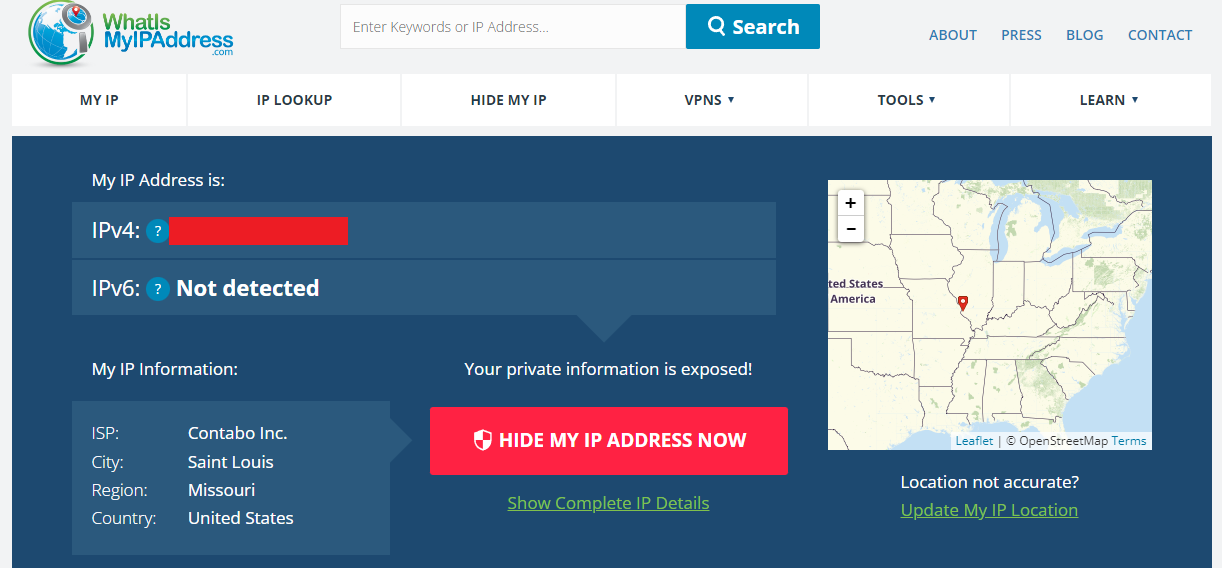 WhatIs
MyIPAddress
.com
Enter Keywords or IP Address...
Search
ABOUT PRESS BLOG CONTACT
MY IP IP LOOKUP HIDE MY IP VPNS ▼ TOOLS ▼ LEARN ▼
My IP Address is:
IPv4: ?
IPv6: ? Not detected
My IP Information:
ISP: Contabo Inc.
City: Saint Louis
Region: Missouri
Country: United States
Your private information is exposed!
HIDE MY IP ADDRESS NOW
Show Complete IP Details
+
−
ted States
America
Leaflet | © OpenStreetMap Terms
Location not accurate?
Update My IP Location